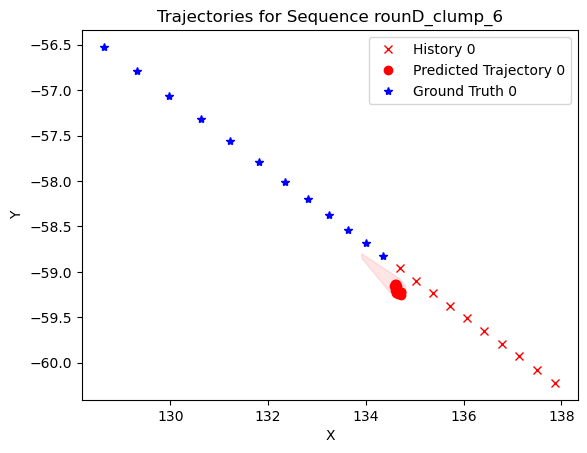 Trajectories for Sequence rounD_clump_6
History 0
Predicted Trajectory 0
Ground Truth 0
Y
−56.5
−57.0
−57.5
−58.0
−58.5
−59.0
−59.5
−60.0
130 132 134 136 138
X